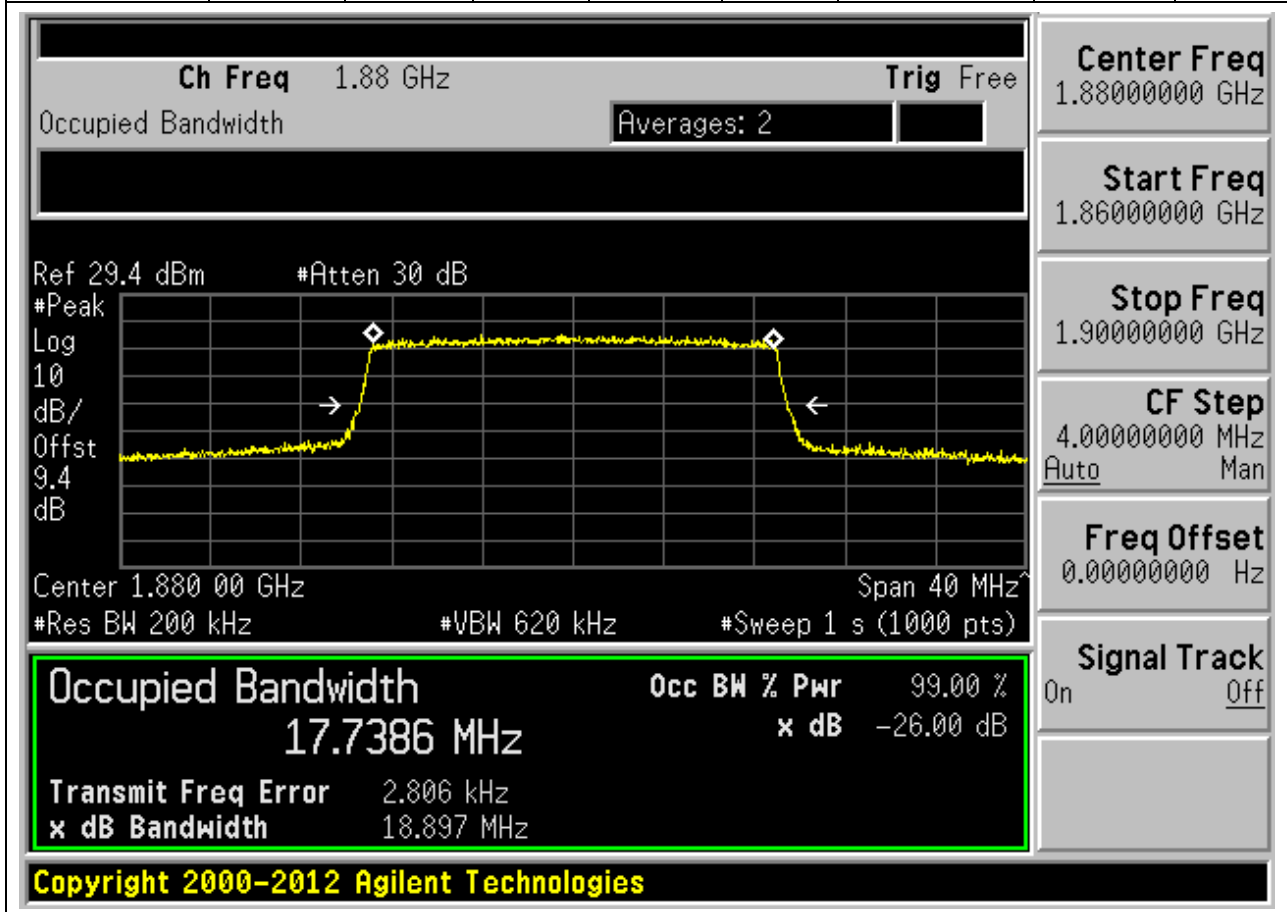 Ch Freq 1.88 GHz Trig Free
Occupied Bandwidth Averages: 2
Ref 29.4 dBm #Atten 30 dB
#Peak
Log
10
dB/
Offst
9.4
dB
Center 1.880 00 GHz Span 40 MHz^
#Res BW 200 kHz #VBW 620 kHz #Sweep 1 s (1000 pts)
Occupied Bandwidth Occ BW % Pwr 99.00 %
17.7386 MHz x dB -26.00 dB
Transmit Freq Error 2.806 kHz
x dB Bandwidth 18.897 MHz
Copyright 2000-2012 Agilent Technologies
Center Freq
1.88000000 GHz
Start Freq
1.86000000 GHz
Stop Freq
1.90000000 GHz
CF Step
4.00000000 MHz
Auto Man
Freq Offset
0.00000000 Hz
Signal Track
On Off